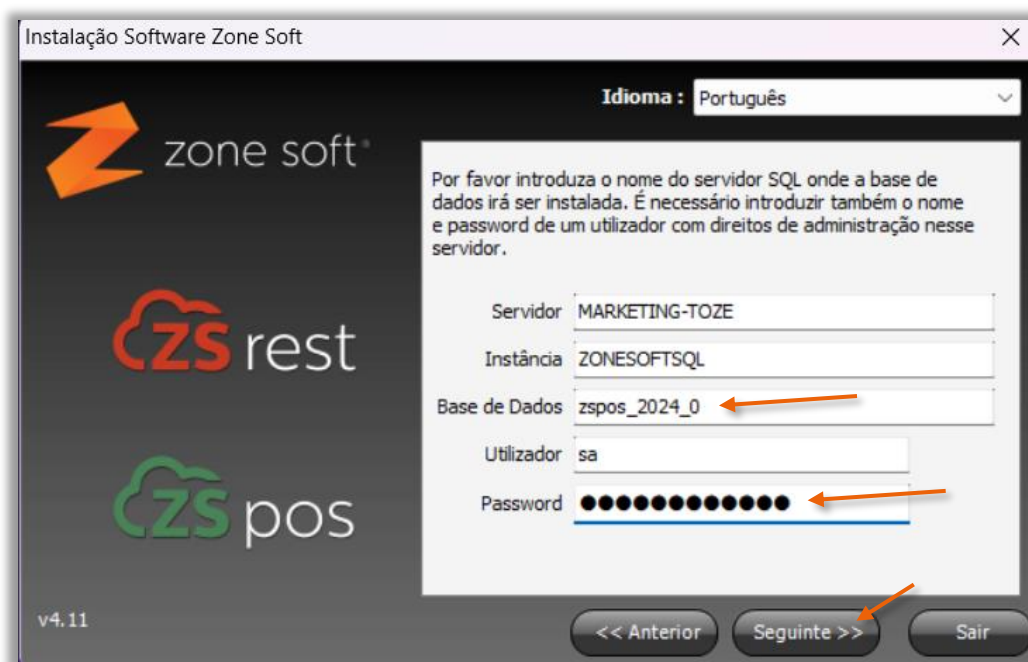 Instalação Software Zone Soft
Idioma : Português
zone soft
Por favor introduza o nome do servidor SQL onde a base de
dados irá ser instalada. É necessário introduzir também o nome
e password de um utilizador com direitos de administração nesse
servidor.
Servidor MARKETING-TOZE
Instância ZONESOFTSQL
Base de Dados zspos_2024_0
Utilizador sa
Password ●●●●●●●●●●●●
ZS rest
ZS pos
v4.11
<< Anterior Seguinte >> Sair